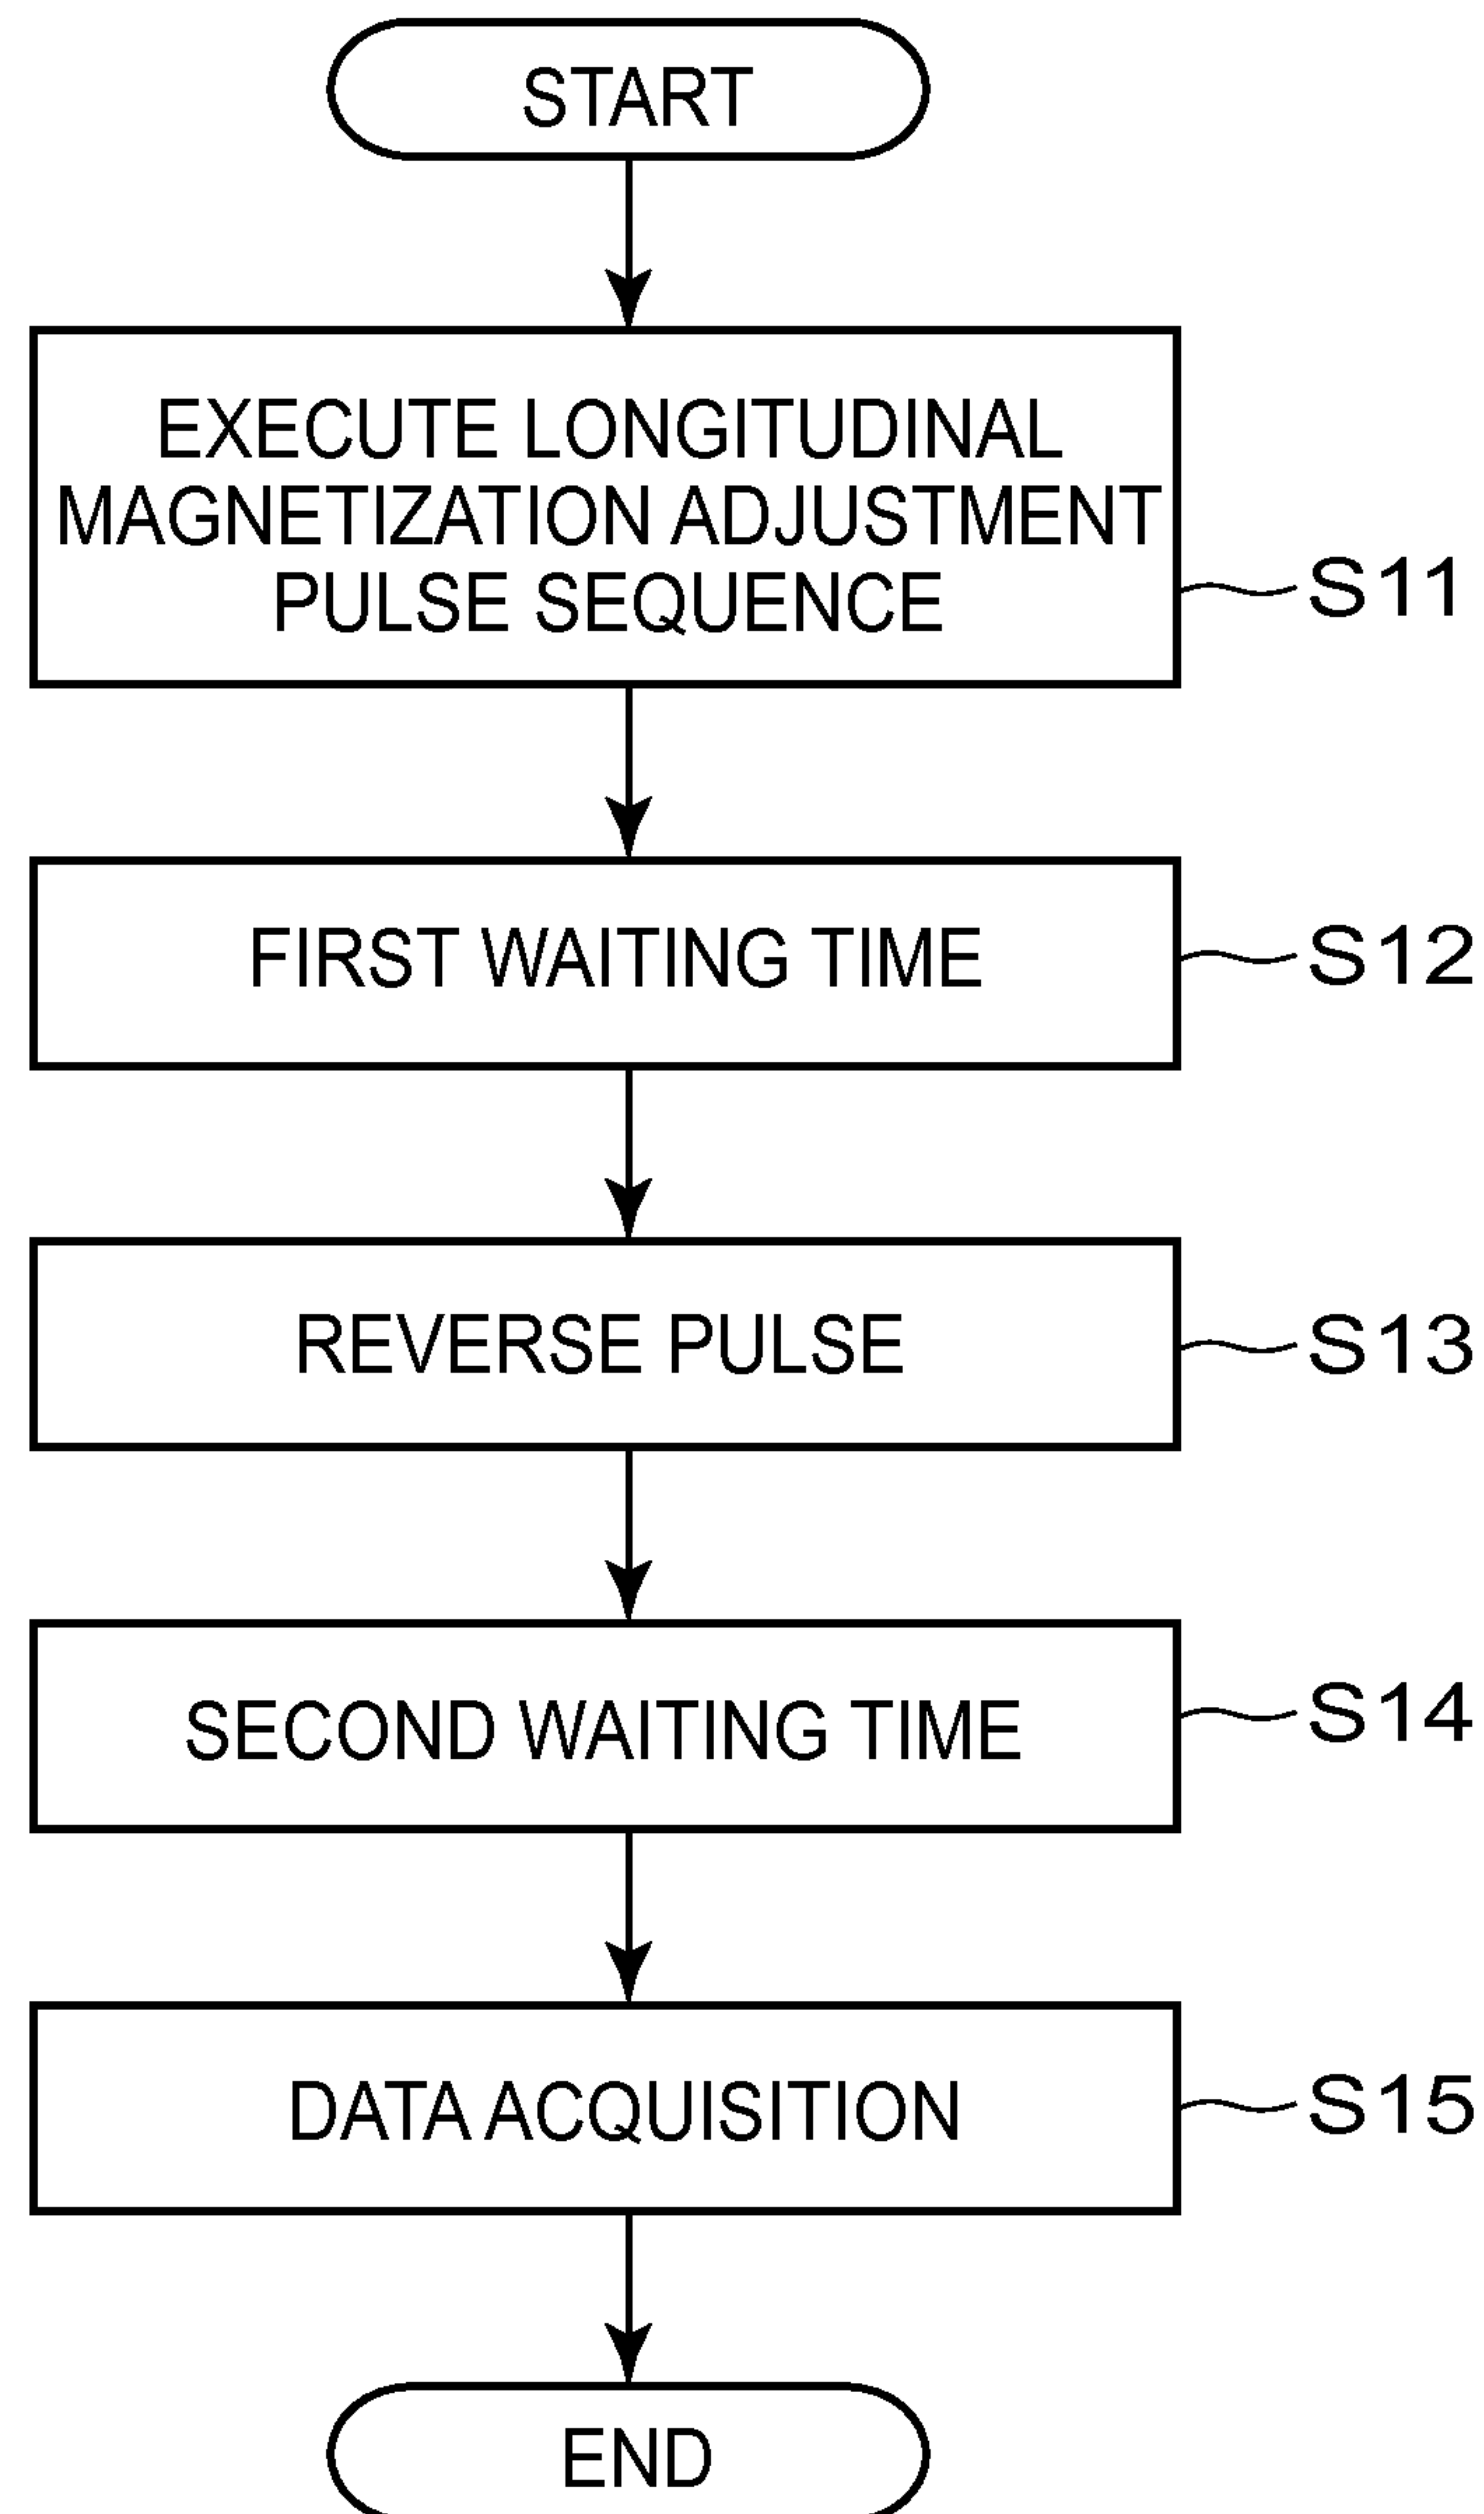 START
EXECUTE LONGITUDINAL
MAGNETIZATION ADJUSTMENT
PULSE SEQUENCE
S11
FIRST WAITING TIME
S12
REVERSE PULSE
S13
SECOND WAITING TIME
S14
DATA ACQUISITION
S15
END